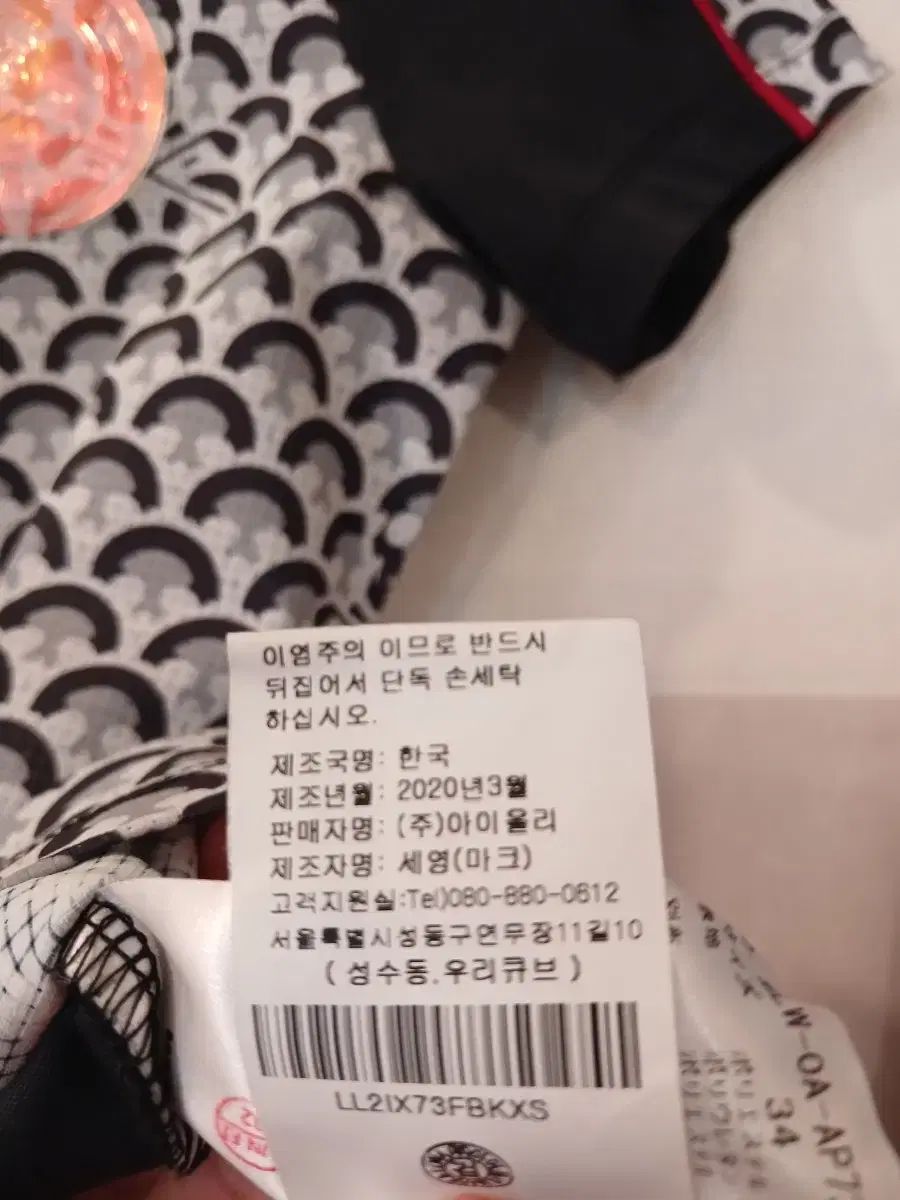 이염주의 이므로 반드시
뒤집어서 단독 손세탁
하십시오.
제조국명: 한국
제조년월: 2020년3월
판매자명: (주)아이올리
제조자명: 세영(마크)
고객지원실:Tel)080-880-0612
서울특별시성동구연무장11길10
( 성수동,우리큐브 )
LL2IX73FBKXS
W-OA-AP7
34